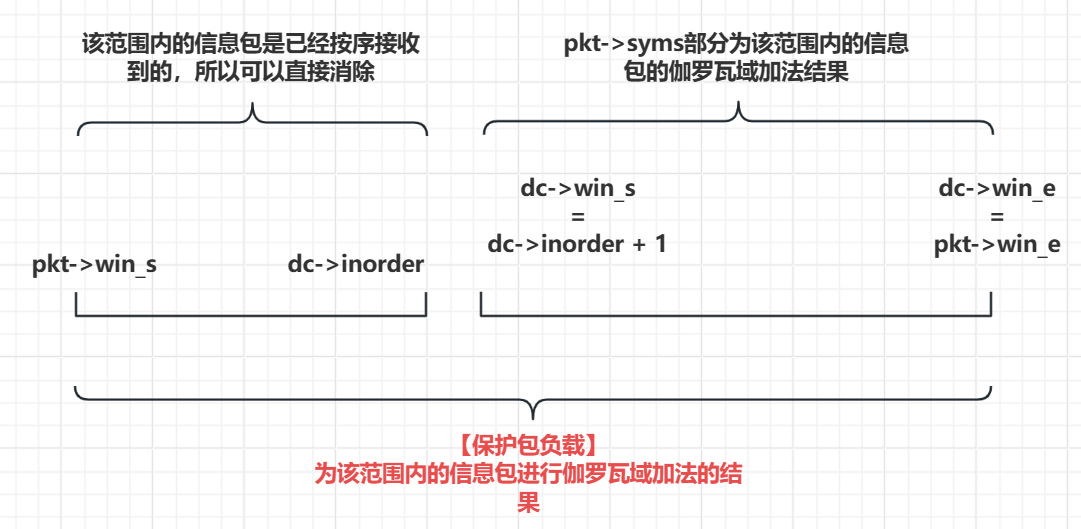 该范围内的信息包是已经按序接收
到的，所以可以直接消除
pkt->syms部分为该范围内的信息
包的伽罗瓦域加法结果
dc->win_s
=
dc->inorder + 1
dc->win_e
=
pkt->win_e
pkt->win_s
dc->inorder
【保护包负载】
为该范围内的信息包进行伽罗瓦域加法的结
果